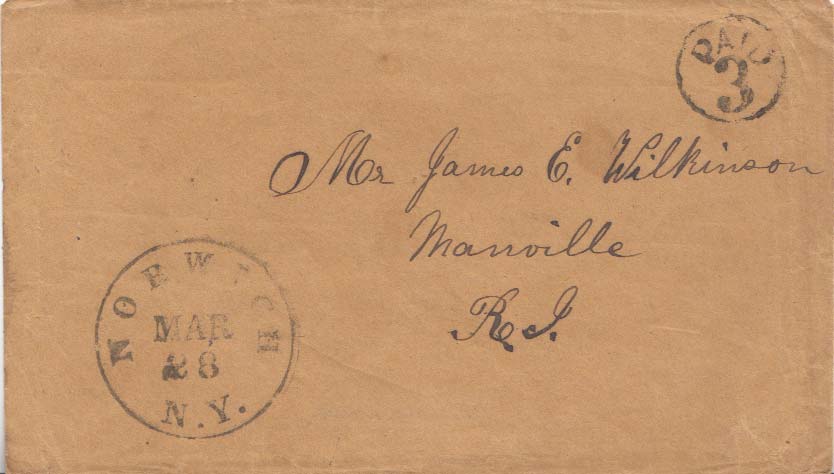 PAID
3
Mr James E. Wilkinson
Manville
R.I.
NORWICH
MAR
28
N.Y.